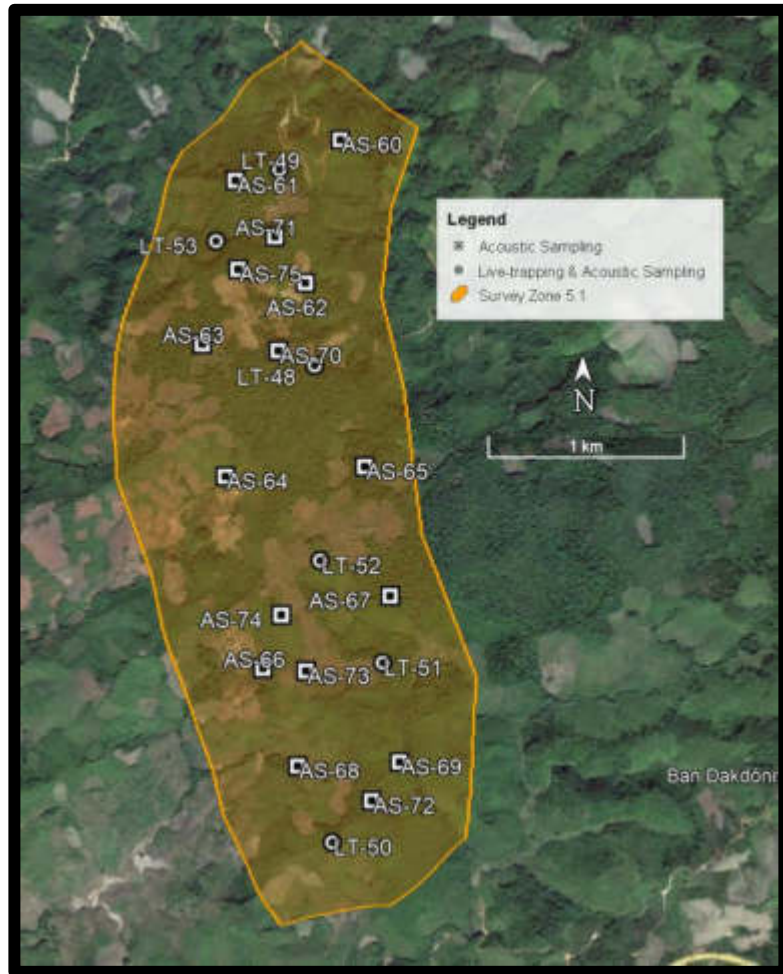 AS-60
LT-49
AS-61
AS-71
LT-53
AS-75
AS-62
AS-63
AS-70
LT-48
AS-65
AS-64
LT-52
AS-67
AS-74
AS-66
AS-73
LT-51
AS-68
AS-69
AS-72
LT-50
Legend
Acoustic Sampling
Live-trapping & Acoustic Sampling
Survey Zone 5.1
N
1 km